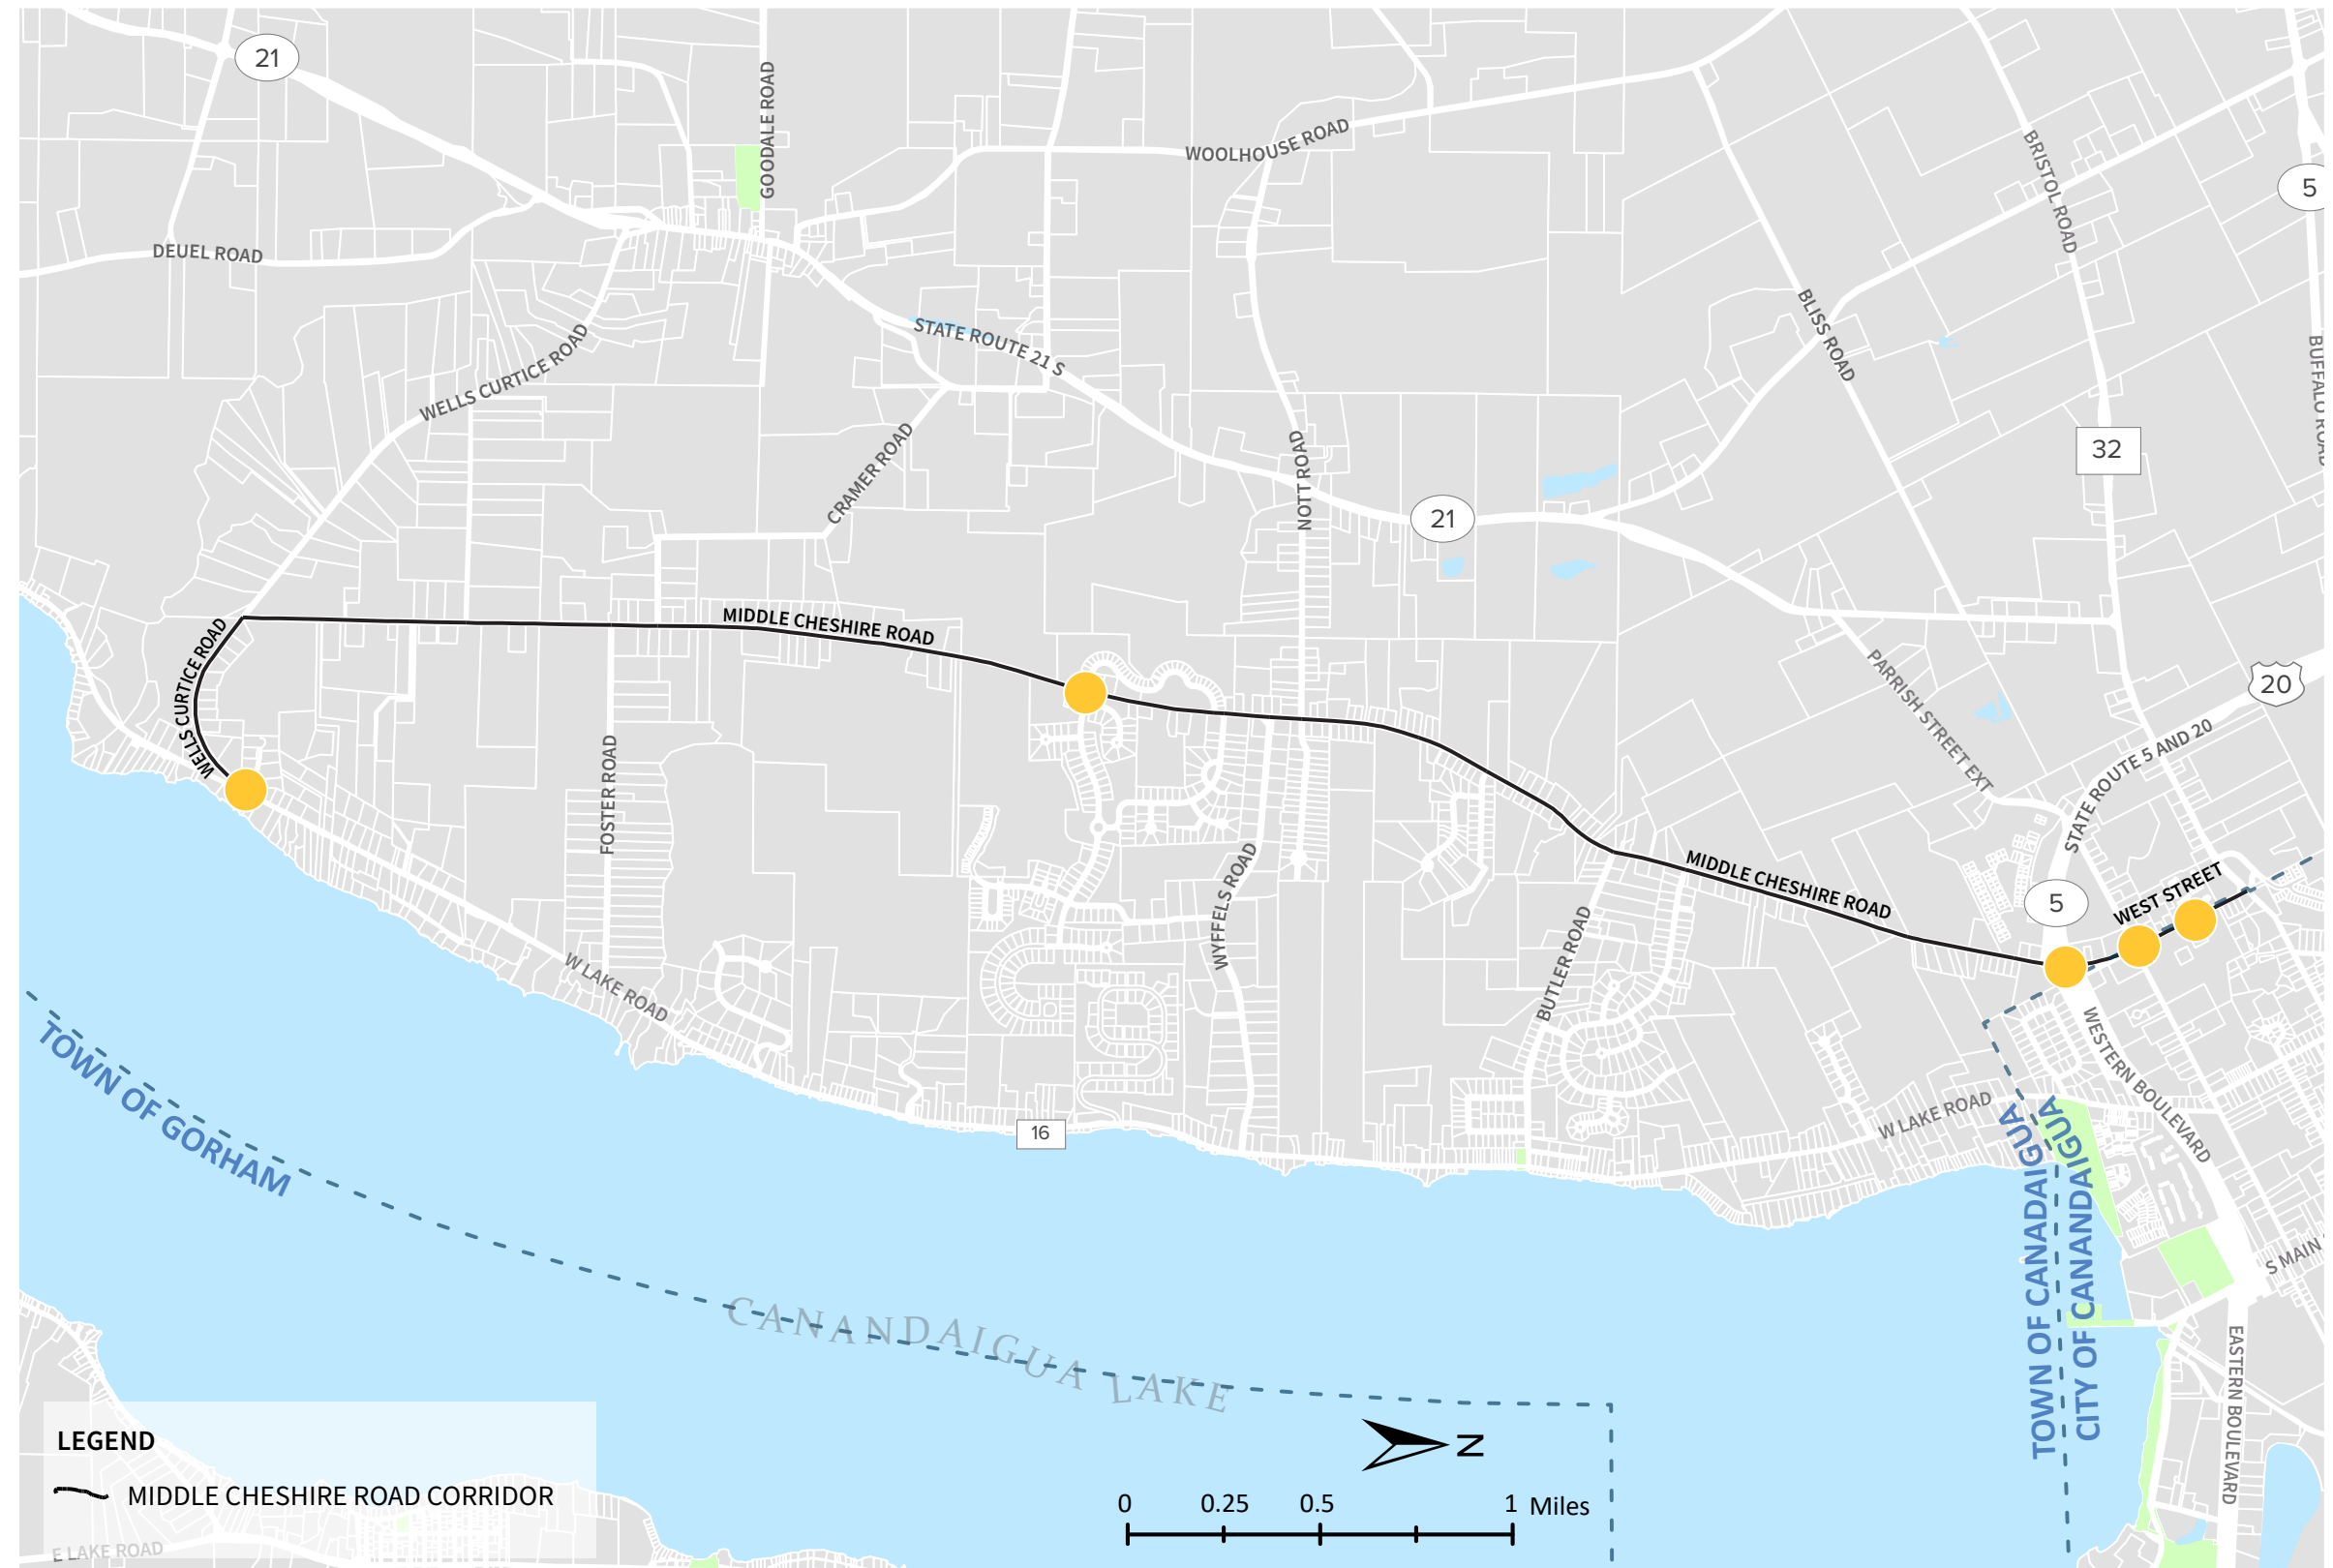 21
GOODALE ROAD
WOOLHOUSE ROAD
BRISTOL ROAD
5
DEUEL ROAD
WELLS CURTICE ROAD
STATE ROUTE 21 S
BLISS ROAD
BUFFALO ROAD
CRAMER ROAD
NOTT ROAD
32
21
MIDDLE CHESHIRE ROAD
WELLS CURTICE ROAD
PARRISH STREET EXT
20
STATE ROUTE 5 AND 20
FOSTER ROAD
WYFFELS ROAD
MIDDLE CHESHIRE ROAD
5
WEST STREET
BUTLER ROAD
W LAKE ROAD
WESTERN BOULEVARD
TOWN OF GORHAM
16
W LAKE ROAD
TOWN OF CANADAIGUA
CITY OF CANANDAIGUA
S MAIN
CANANDAIGUA LAKE
EASTERN BOULEVARD
LEGEND
MIDDLE CHESHIRE ROAD CORRIDOR
E LAKE ROAD
N
0 0.25 0.5 1 Miles